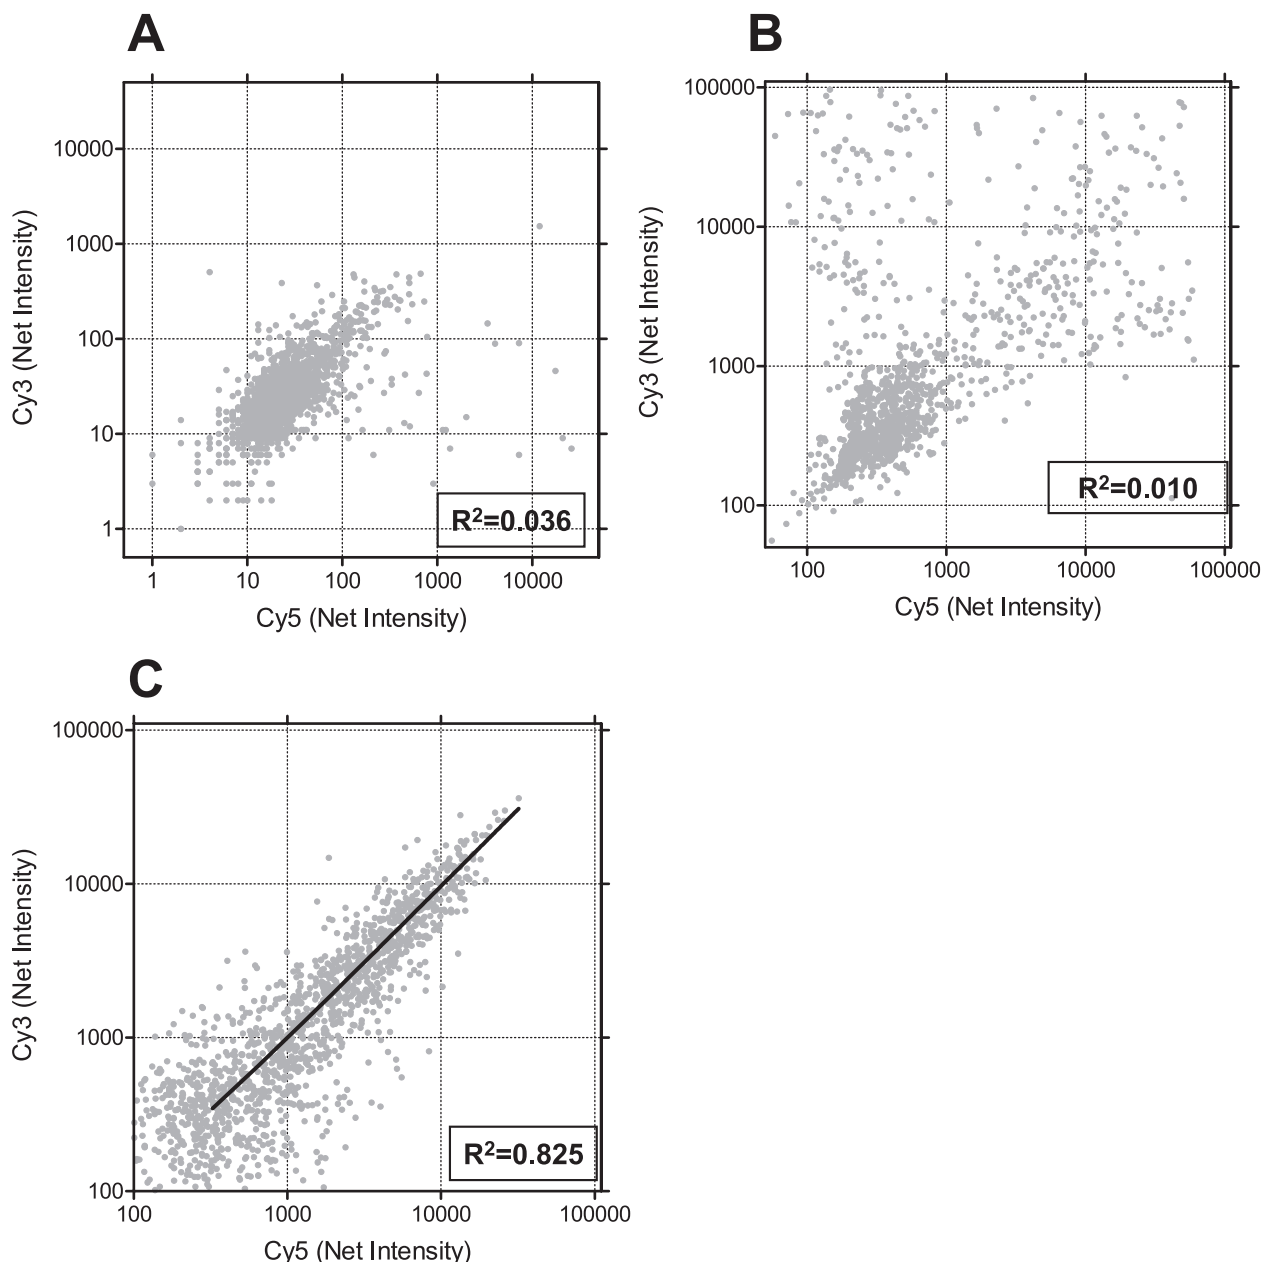 A
10000
1000
100
10
1
1 10 100 1000 10000
Cy3 (Net Intensity)
Cy5 (Net Intensity)
R²=0.036
B
100000
10000
1000
100
100 1000 10000 100000
Cy3 (Net Intensity)
Cy5 (Net Intensity)
R²=0.010
C
100000
10000
1000
100
100 1000 10000 100000
Cy3 (Net Intensity)
Cy5 (Net Intensity)
R²=0.825